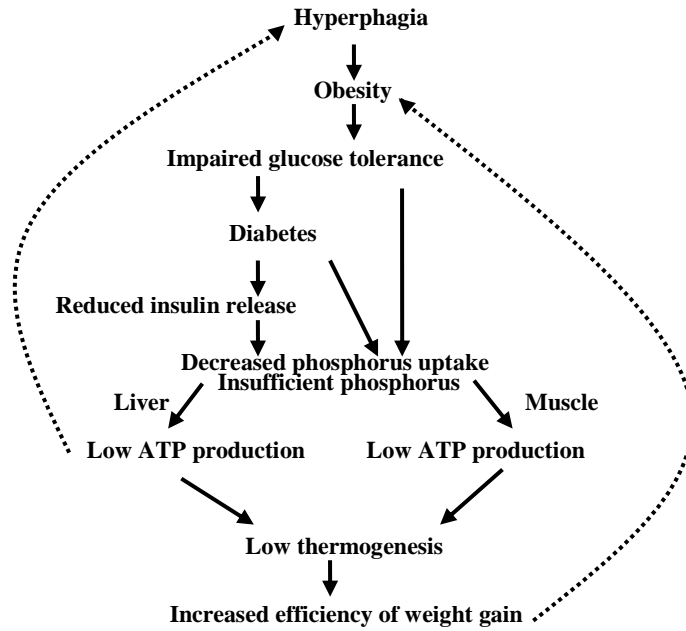 Hyperphagia
Obesity
Impaired glucose tolerance
Diabetes
Reduced insulin release
Decreased phosphorus uptake
Insufficient phosphorus
Liver
Muscle
Low ATP production
Low ATP production
Low thermogenesis
Increased efficiency of weight gain